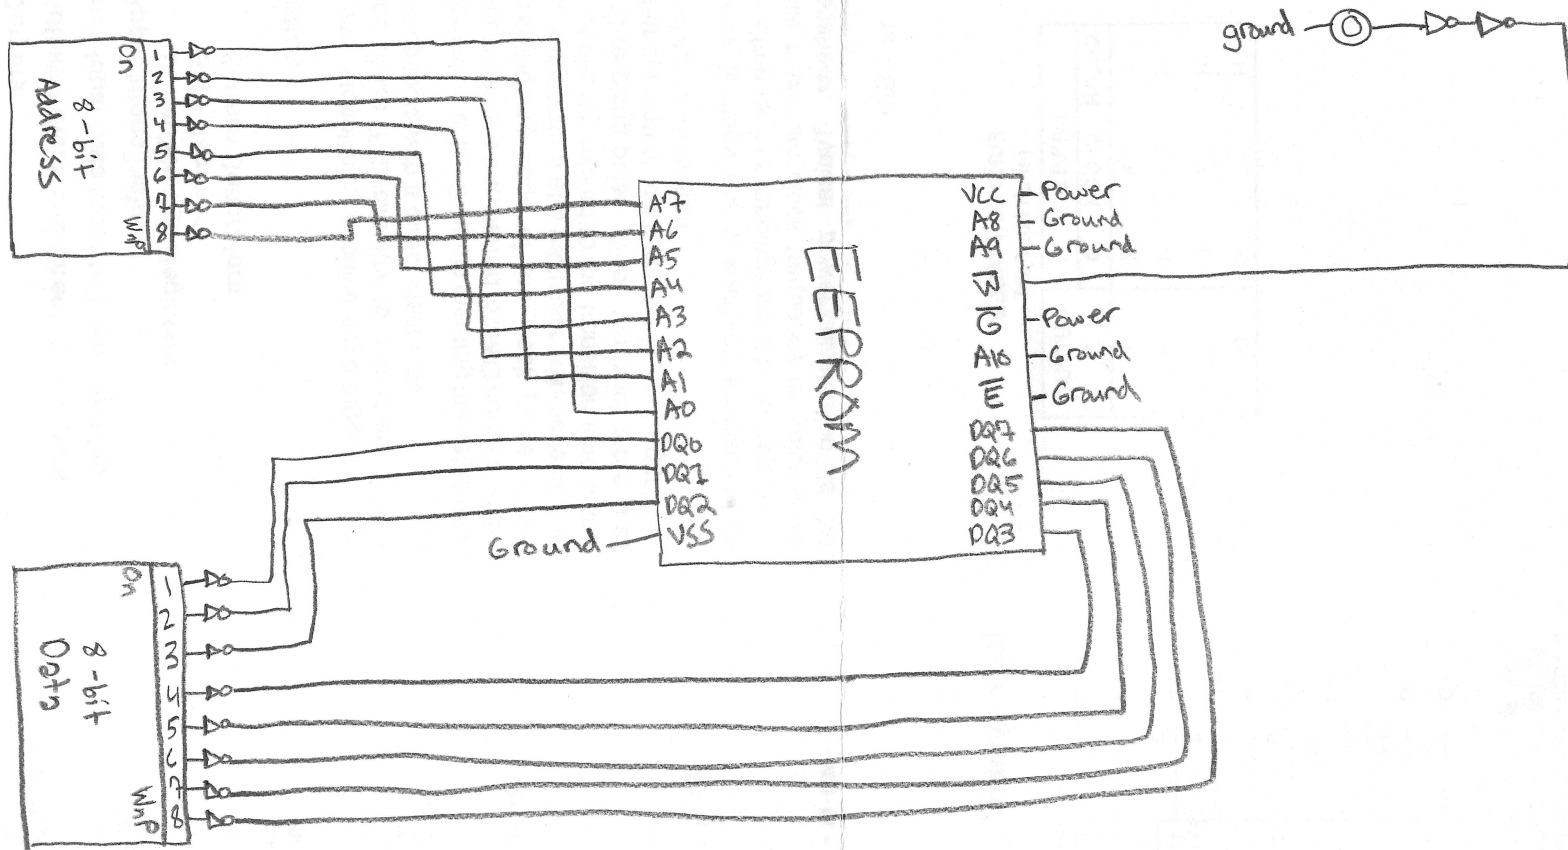 ground
On
8-bit
Address
WnP
1
2
3
4
5
6
7
8
A7
A6
A5
A4
A3
A2
A1
A0
DQ0
DQ1
DQ2
VSS
Ground
EEPROM
VCC Power
A8 Ground
A9 Ground
W
G Power
A10 Ground
E Ground
DQ7
DQ6
DQ5
DQ4
DQ3
On
8-bit
Data
WnP
1
2
3
4
5
6
7
8